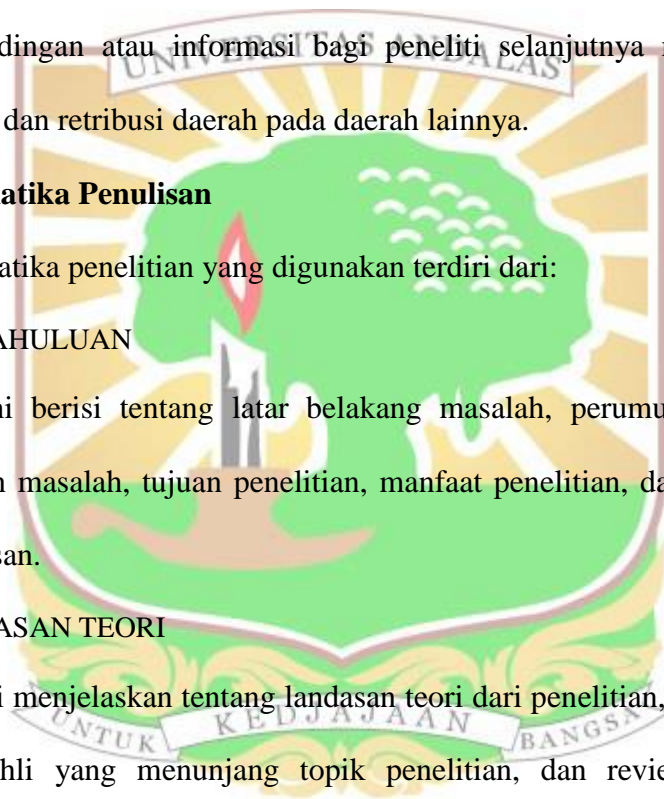 UNIVERSITAS ANDALAS
dingan atau informasi bagi peneliti selanjutnya
dan retribusi daerah pada daerah lainnya.
atika Penulisan
atika penelitian yang digunakan terdiri dari:
AHULUAN
ni berisi tentang latar belakang masalah, perumu
n masalah, tujuan penelitian, manfaat penelitian, da
san.
ASAN TEORI
i menjelaskan tentang landasan teori dari penelitian,
UNTUK KEDJAJAAN BANGSA
hli yang menunjang topik penelitian, dan revie